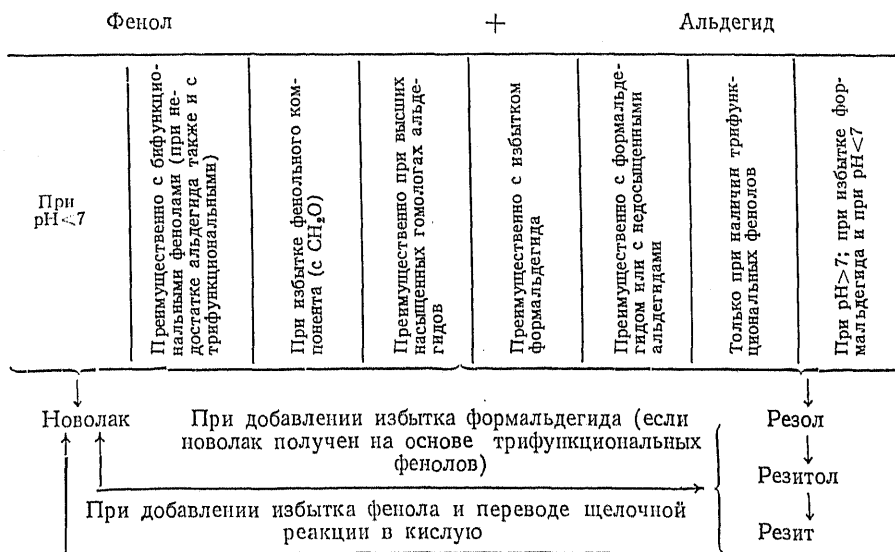 Фенол + Альдегид
При
pH<7
Преимущественно с бифункцио-
нальными фенолами (при не-
достатке альдегида также и с
трифункциональными)
При избытке фенольного ком-
понента (с CH₂O)
Преимущественно при высших
насыщенных гомологах альде-
гидов
Преимущественно с избытком
формальдегида
Преимущественно с формальде-
гидом или с недосыщенными
альдегидами
Только при наличии трифунк-
циональных фенолов
При pH>7; при избытке фор-
мальдегида и при pH<7
Новолак
При добавлении избытка формальдегида (если
новолак получен на основе трифункциональных
фенолов)
Резол
Резитол
При добавлении избытка фенола и переводе щелочной
реакции в кислую
Резит